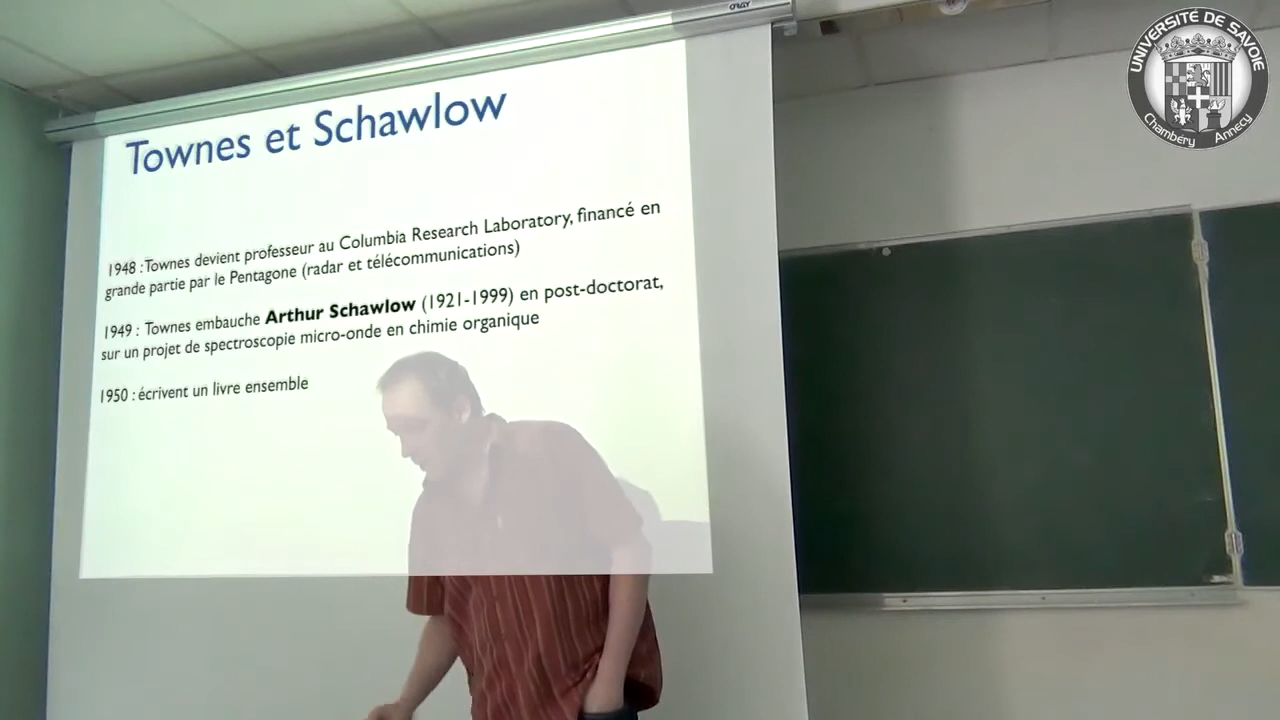 ORAY
UNIVERSITÉ DE SAVOIE
Chambéry Annecy
Townes et Schawlow
1948 : Townes devient professeur au Columbia Research Laboratory, financé en
grande partie par le Pentagone (radar et télécommunications)
1949 : Townes embauche Arthur Schawlow (1921-1999) en post-doctorat,
sur un projet de spectroscopie micro-onde en chimie organique
1950 : écrivent un livre ensemble